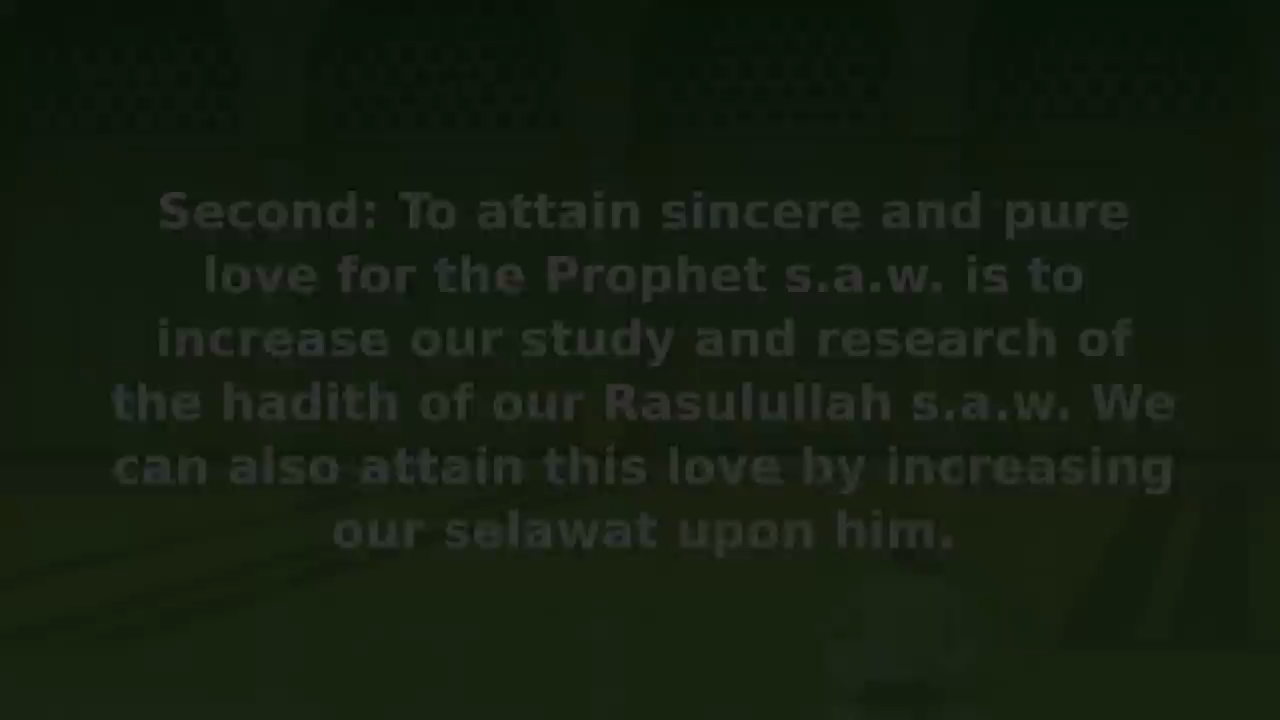 Second: To attain sincere and pure
love for the Prophet s.a.w. is to
increase our study and research of
the hadith of our Rasulullah s.a.w. We
can also attain this love by increasing
our selawat upon him.